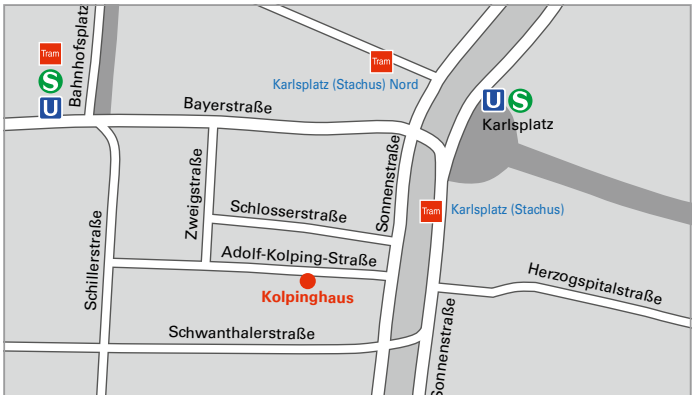 Bahnhofsplatz
Tram
S
U
Bayerstraße
Tram
Karlsplatz (Stachus) Nord
U
S
Karlsplatz
Zweigstraße
Sonnenstraße
Schlosserstraße
Tram
Karlsplatz (Stachus)
Schillerstraße
Adolf-Kolping-Straße
Kolpinghaus
Herzogspitalstraße
Schwanthalerstraße
Sonnenstraße